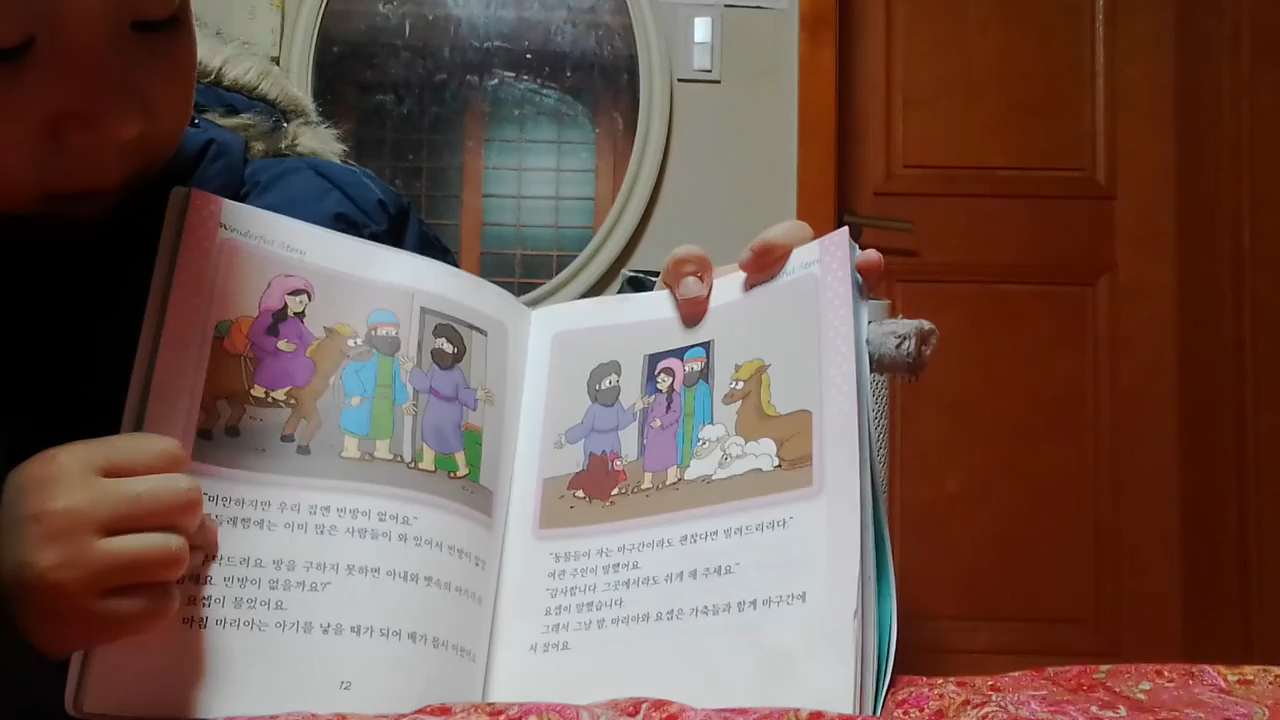 Wonderful Story
"미안하지만 우리 집엔 빈방이 없어요."
들레헴에는 이미 많은 사람들이 와 있어서 빈방이 없었
탁드려요. 방을 구하지 못하면 아내와 뱃속의 아기가
해요. 빈방이 없을까요?"
요셉이 물었어요.
마침 마리아는 아기를 낳을 때가 되어 배가 몹시 아팠어요.
12
Story
"동물들이 자는 마구간이라도 괜찮다면 빌려드리리다."
여관 주인이 말했어요.
"감사합니다. 그곳에서라도 쉬게 해 주세요."
요셉이 말했습니다.
그래서 그날 밤, 마리아와 요셉은 가축들과 함께 마구간에
서 잤어요.